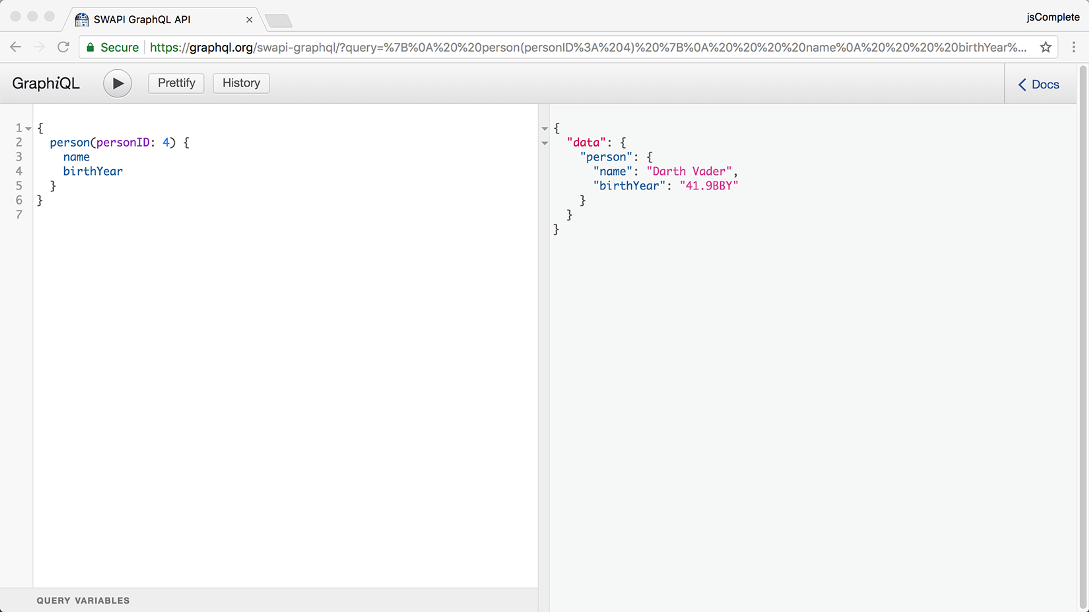 SWAPI GraphQL API
jsComplete
Secure https://graphql.org/swapi-graphql/?query=%7B%0A%20%20person(personID%3A%204)%20%7B%0A%20%20%20%20name%0A%20%20%20%20birthYear%...
GraphiQL Prettify History Docs
1 {
2 person(personID: 4) {
3 name
4 birthYear
5 }
6 }
7
{
"data": {
"person": {
"name": "Darth Vader",
"birthYear": "41.9BBY"
}
}
}
QUERY VARIABLES